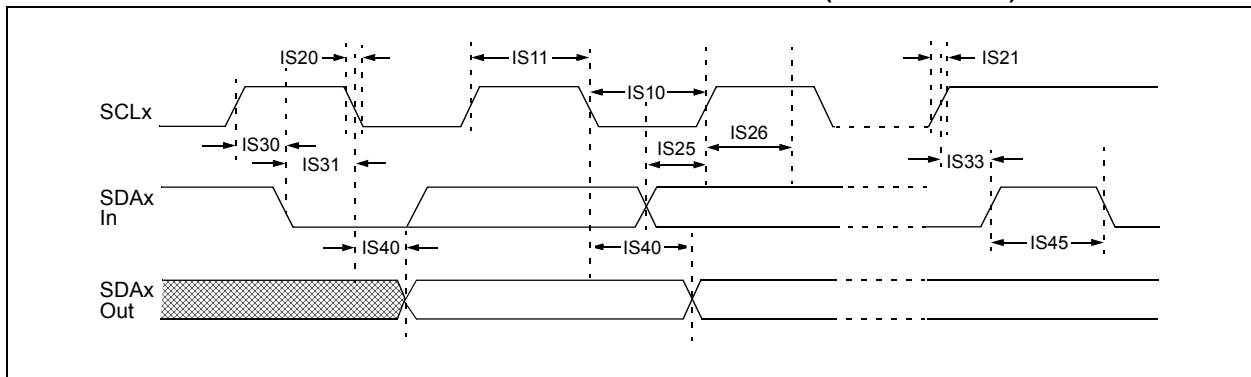 IS20
IS11
IS21
IS10
SCLx
IS26
IS30
IS25
IS31
IS33
SDAx
In
IS40
IS40
IS45
SDAx
Out